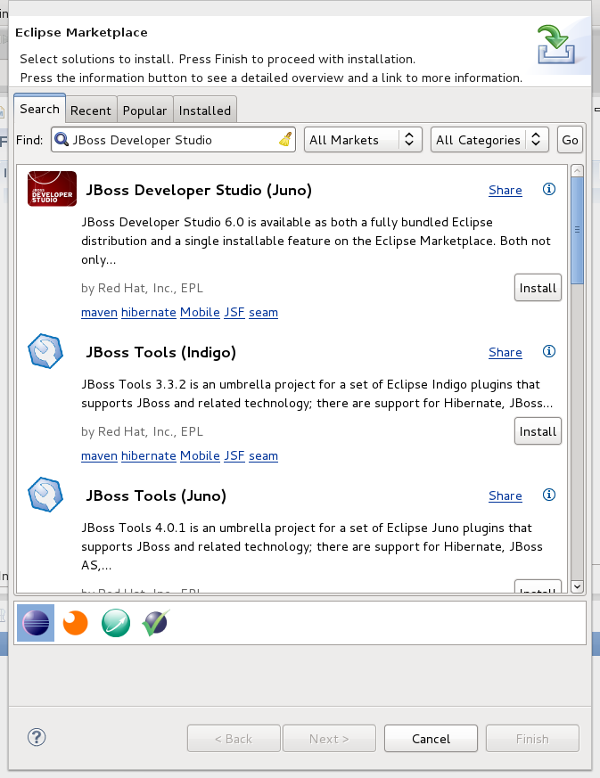 Eclipse Marketplace
Select solutions to install. Press Finish to proceed with installation.
Press the information button to see a detailed overview and a link to more information.
Search Recent Popular Installed
Find: JBoss Developer Studio All Markets All Categories Go
JBOSS DEVELOPER STUDIO
JBoss Developer Studio (Juno) Share
JBoss Developer Studio 6.0 is available as both a fully bundled Eclipse
distribution and a single installable feature on the Eclipse Marketplace. Both not
only...
by Red Hat, Inc., EPL Install
maven hibernate Mobile JSF seam
JBoss Tools (Indigo) Share
JBoss Tools 3.3.2 is an umbrella project for a set of Eclipse Indigo plugins that
supports JBoss and related technology; there are support for Hibernate, JBoss...
by Red Hat, Inc., EPL Install
maven hibernate Mobile JSF seam
JBoss Tools (Juno) Share
JBoss Tools 4.0.1 is an umbrella project for a set of Eclipse Juno plugins that
supports JBoss and related technology; there are support for Hibernate, JBoss
AS,...
by Red Hat, Inc., EPL Install
? < Back Next > Cancel Finish